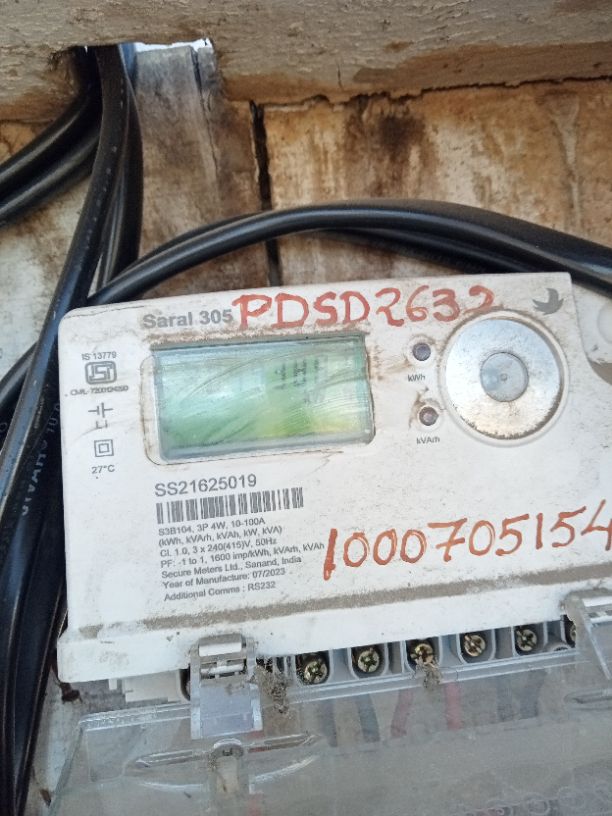 Saral 305 PDSD2632
IS 13779
ISI
kWh
kVArh
27°C
SS21625019
S3B104, 3P 4W, 10-100A
(kWh, kVArh, kVAh, kW, kVA)
Cl. 1.0, 3 x 240(415)V, 50Hz
PF: -1 to 1, 1600 imp/kWh, kVArh, kVAh
Secure Meters Ltd., Sanand, India
Year of Manufacture: 07/2023
Additional Comms : RS232
1000705154